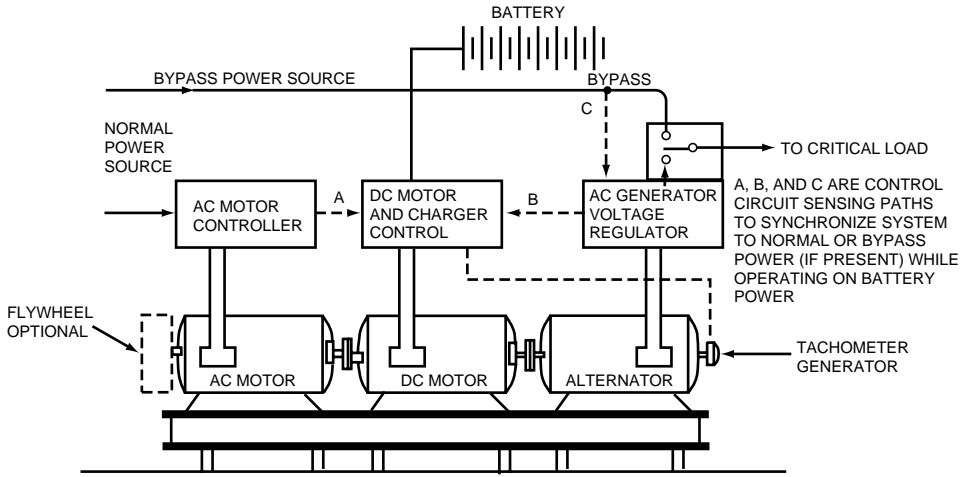 BATTERY
BYPASS POWER SOURCE
BYPASS
C
NORMAL
POWER
SOURCE
TO CRITICAL LOAD
AC MOTOR
CONTROLLER
A
DC MOTOR
AND CHARGER
CONTROL
B
AC GENERATOR
VOLTAGE
REGULATOR
A, B, AND C ARE CONTROL
CIRCUIT SENSING PATHS
TO SYNCHRONIZE SYSTEM
TO NORMAL OR BYPASS
POWER (IF PRESENT) WHILE
OPERATING ON BATTERY
POWER
FLYWHEEL
OPTIONAL
AC MOTOR
DC MOTOR
ALTERNATOR
TACHOMETER
GENERATOR